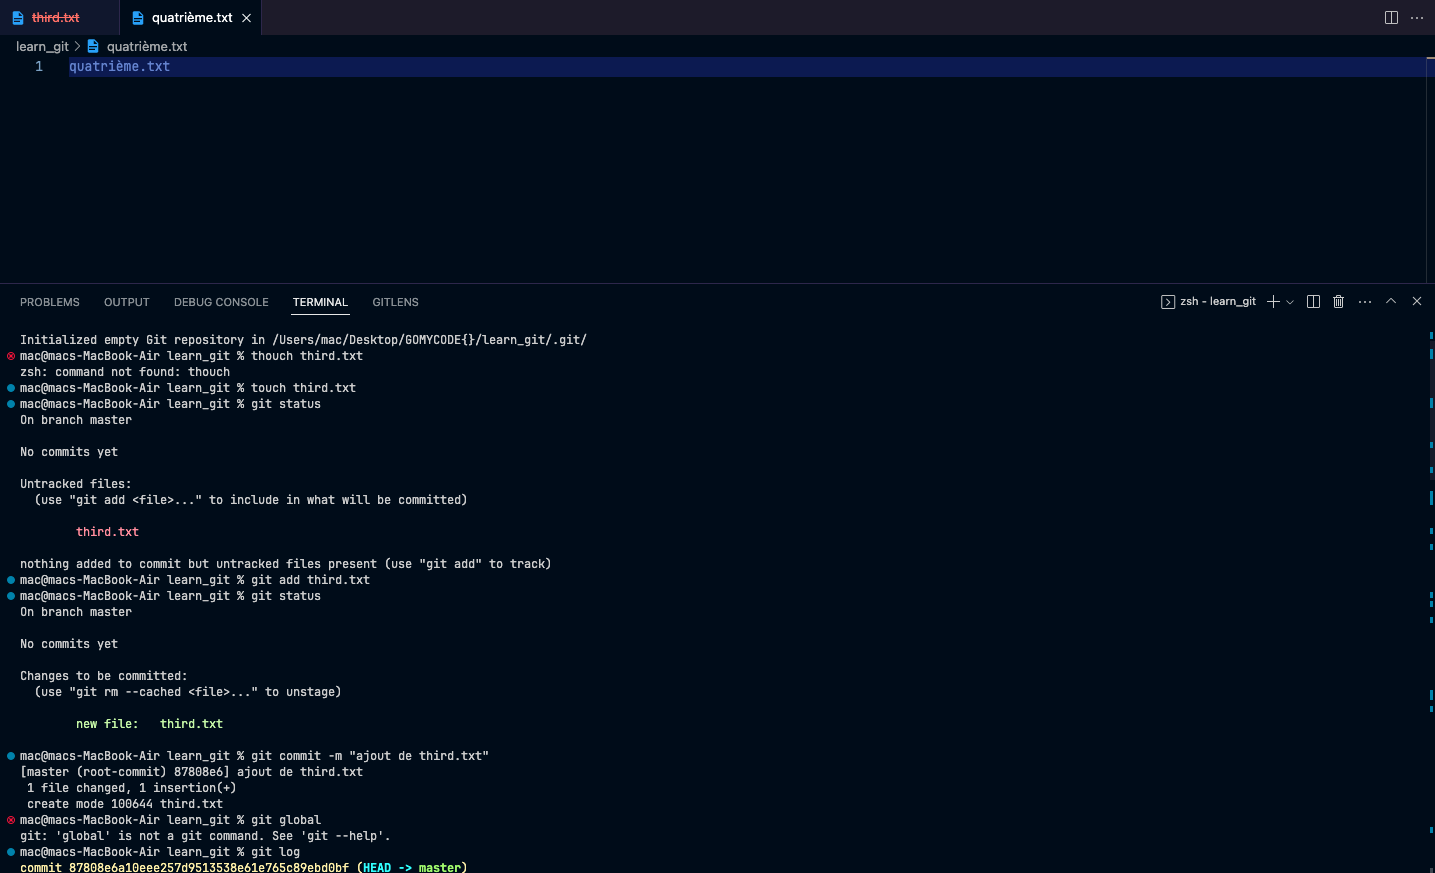 third.txt
quatrième.txt
learn_git > quatrième.txt
1 quatrième.txt
PROBLEMS OUTPUT DEBUG CONSOLE TERMINAL GITLENS
zsh - learn_git
Initialized empty Git repository in /Users/mac/Desktop/GOMYCODE{}/learn_git/.git/
mac@macs-MacBook-Air learn_git % thouch third.txt
zsh: command not found: thouch
mac@macs-MacBook-Air learn_git % touch third.txt
mac@macs-MacBook-Air learn_git % git status
On branch master
No commits yet
Untracked files:
(use "git add <file>..." to include in what will be committed)
third.txt
nothing added to commit but untracked files present (use "git add" to track)
mac@macs-MacBook-Air learn_git % git add third.txt
mac@macs-MacBook-Air learn_git % git status
On branch master
No commits yet
Changes to be committed:
(use "git rm --cached <file>..." to unstage)
new file:   third.txt
mac@macs-MacBook-Air learn_git % git commit -m "ajout de third.txt"
[master (root-commit) 87808e6] ajout de third.txt
1 file changed, 1 insertion(+)
create mode 100644 third.txt
mac@macs-MacBook-Air learn_git % git global
git: 'global' is not a git command. See 'git --help'.
mac@macs-MacBook-Air learn_git % git log
commit 87808e6a10eee257d9513538e61e765c89ebd0bf (HEAD -> master)